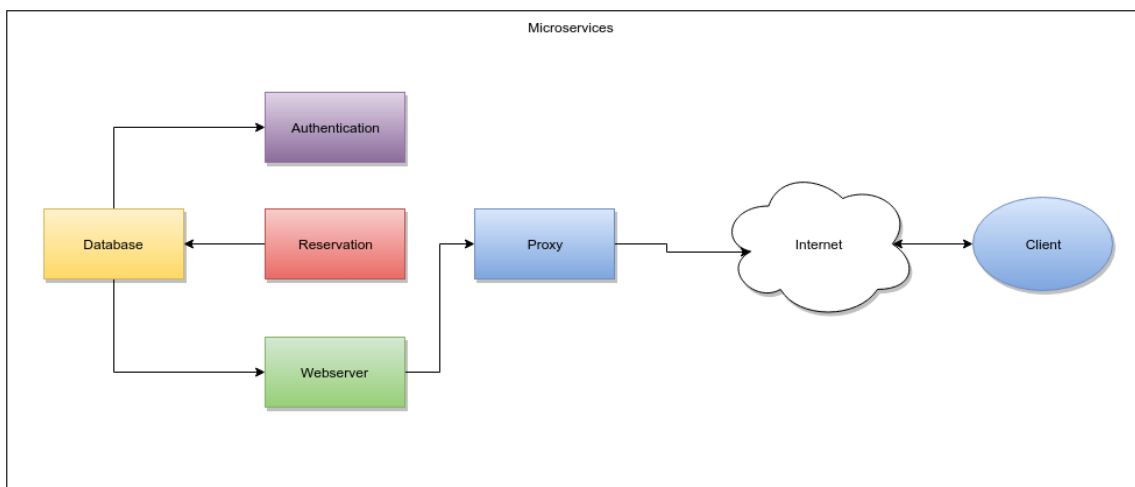 Microservices
Authentication
Database
Reservation
Proxy
Internet
Client
Webserver